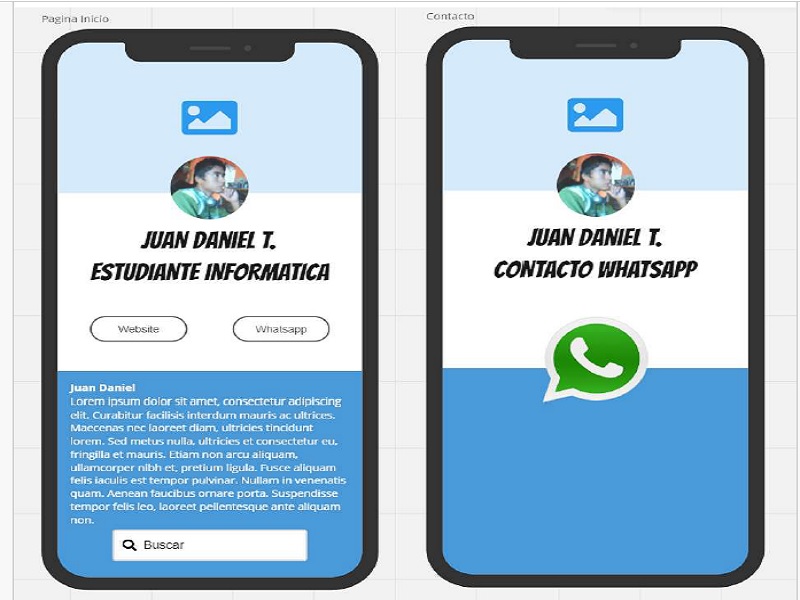 Pagina Inicio
JUAN DANIEL T.
ESTUDIANTE INFORMATICA
Website
Whatsapp
Juan Daniel
Lorem ipsum dolor sit amet, consectetur adipiscing
elit. Curabitur facilisis interdum mauris ac ultrices.
Maecenas nec laoreet diam, ultricies tincidunt
lorem. Sed metus nulla, ultricies et consectetur eu,
fringilla et mauris. Etiam non arcu aliquam,
ullamcorper nibh et, pretium ligula. Fusce aliquam
felis iaculis est tempor pulvinar. Nullam in venenatis
quam. Aenean faucibus ornare porta. Suspendisse
tempor felis leo, laoreet pellentesque ante aliquam
non.
Buscar
Contacto
JUAN DANIEL T.
CONTACTO WHATSAPP